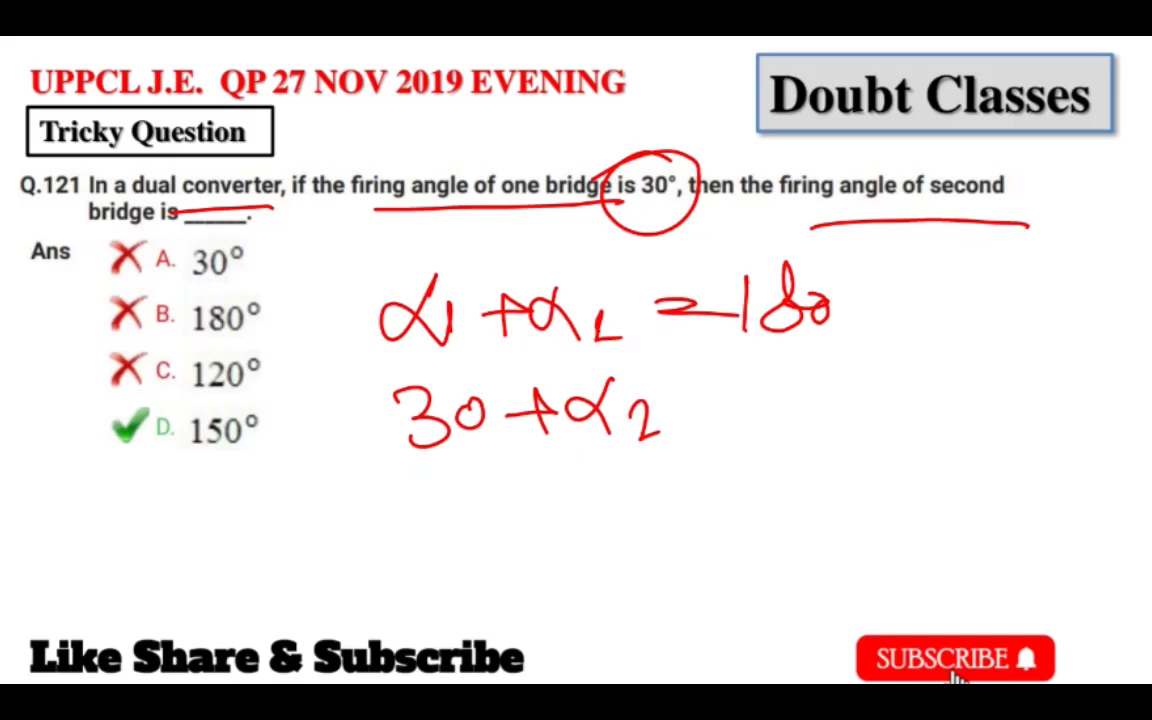 UPPCL J.E. QP 27 NOV 2019 EVENING
Doubt Classes
Tricky Question
Q.121 In a dual converter, if the firing angle of one bridge is 30°, then the firing angle of second
bridge is _____.
Ans
A. 30°
B. 180°
C. 120°
D. 150°
α1 + α2 = 180
30 + α2
Like Share & Subscribe
SUBSCRIBE